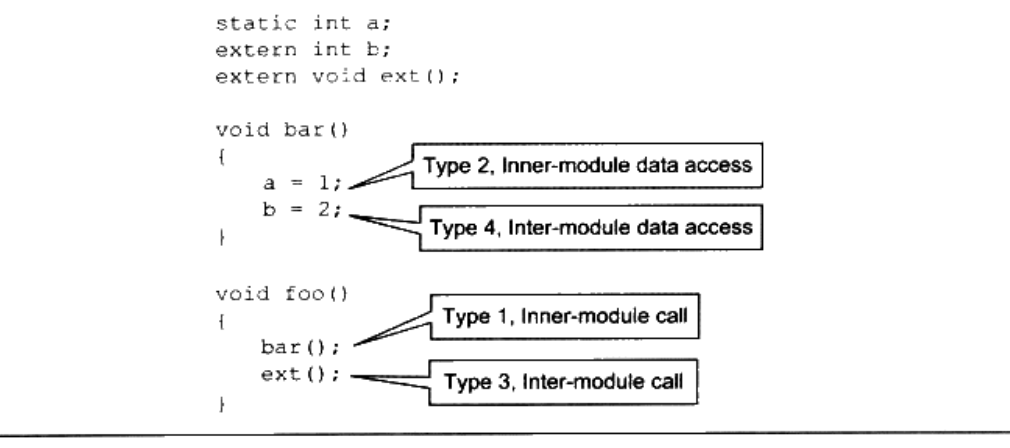 static int a;
extern int b;
extern void ext();
void bar()
{
a = 1;
Type 2, Inner-module data access
b = 2;
Type 4, Inter-module data access
}
void foo()
{
Type 1, Inner-module call
bar();
ext();
Type 3, Inter-module call
}